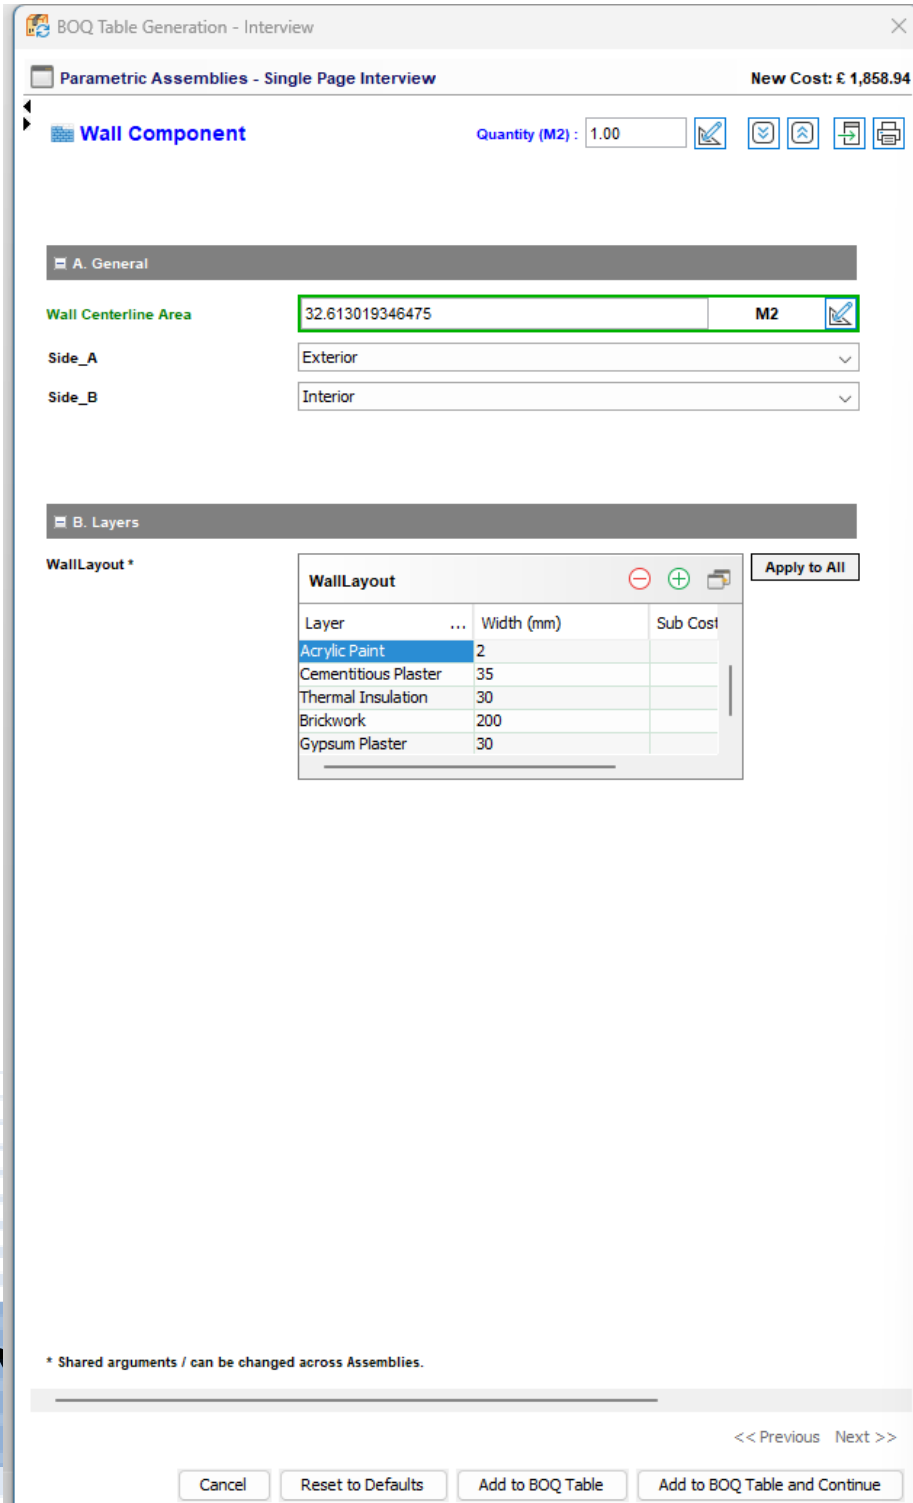 BOQ Table Generation - Interview
Parametric Assemblies - Single Page Interview New Cost: £ 1,858.94
Wall Component Quantity (M2) : 1.00
A. General
Wall Centerline Area 32.613019346475 M2
Side_A Exterior
Side_B Interior
B. Layers
WallLayout * WallLayout Apply to All
Layer ... Width (mm) Sub Cost
Acrylic Paint 2
Cementitious Plaster 35
Thermal Insulation 30
Brickwork 200
Gypsum Plaster 30
* Shared arguments / can be changed across Assemblies.
<< Previous Next >>
Cancel Reset to Defaults Add to BOQ Table Add to BOQ Table and Continue